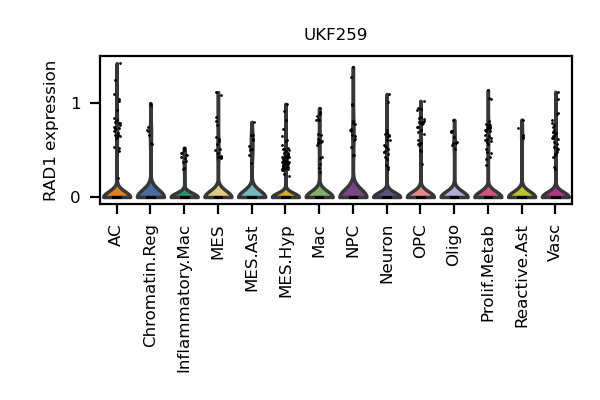 UKF259
RAD1 expression
1
0
AC
Chromatin.Reg
Inflammatory.Mac
MES
MES.Ast
MES.Hyp
Mac
NPC
Neuron
OPC
Oligo
Prolif.Metab
Reactive.Ast
Vasc